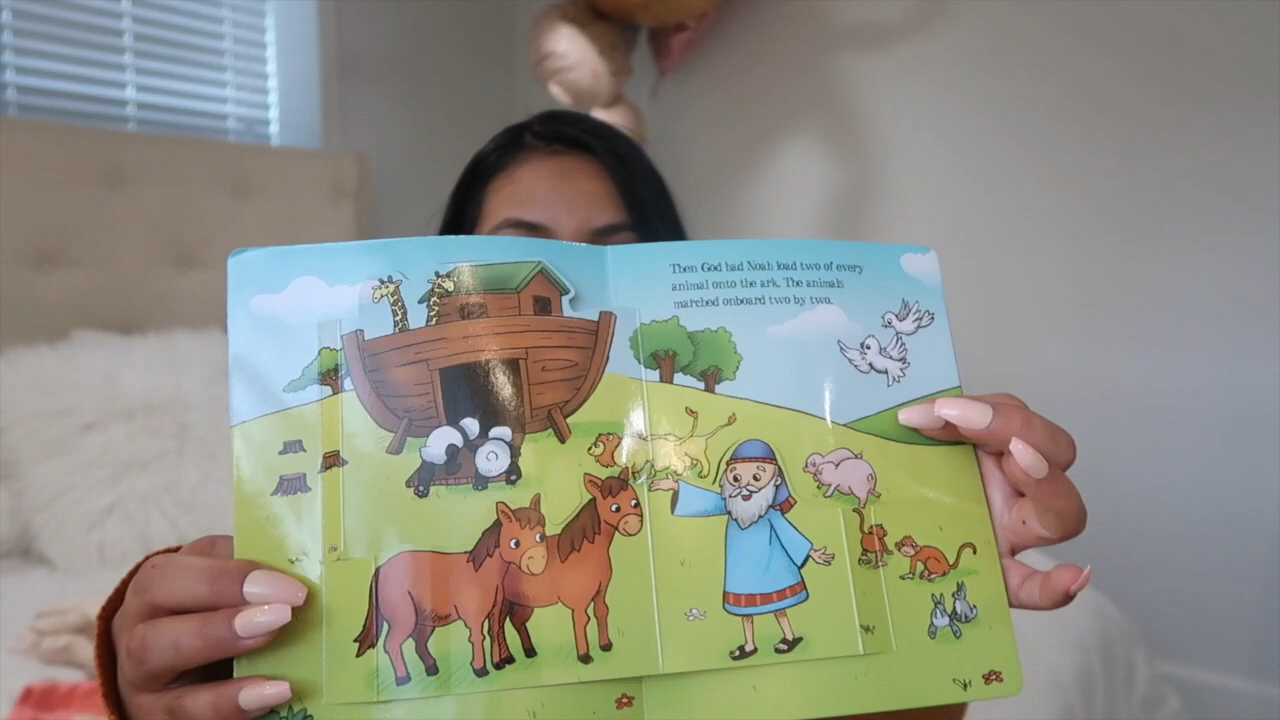 Then God had Noah load two of every
animal onto the ark. The animals
marched onboard two by two.